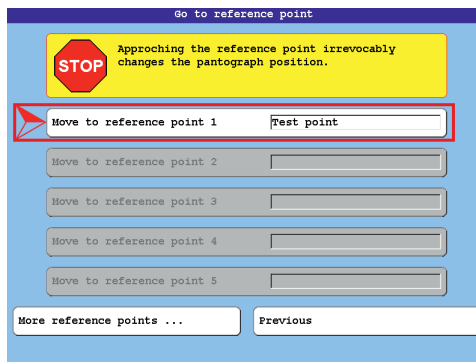 Go to reference point
STOP
Approching the reference point irrevocably
changes the pantograph position.
Move to reference point 1 Test point
Move to reference point 2
Move to reference point 3
Move to reference point 4
Move to reference point 5
More reference points ... Previous